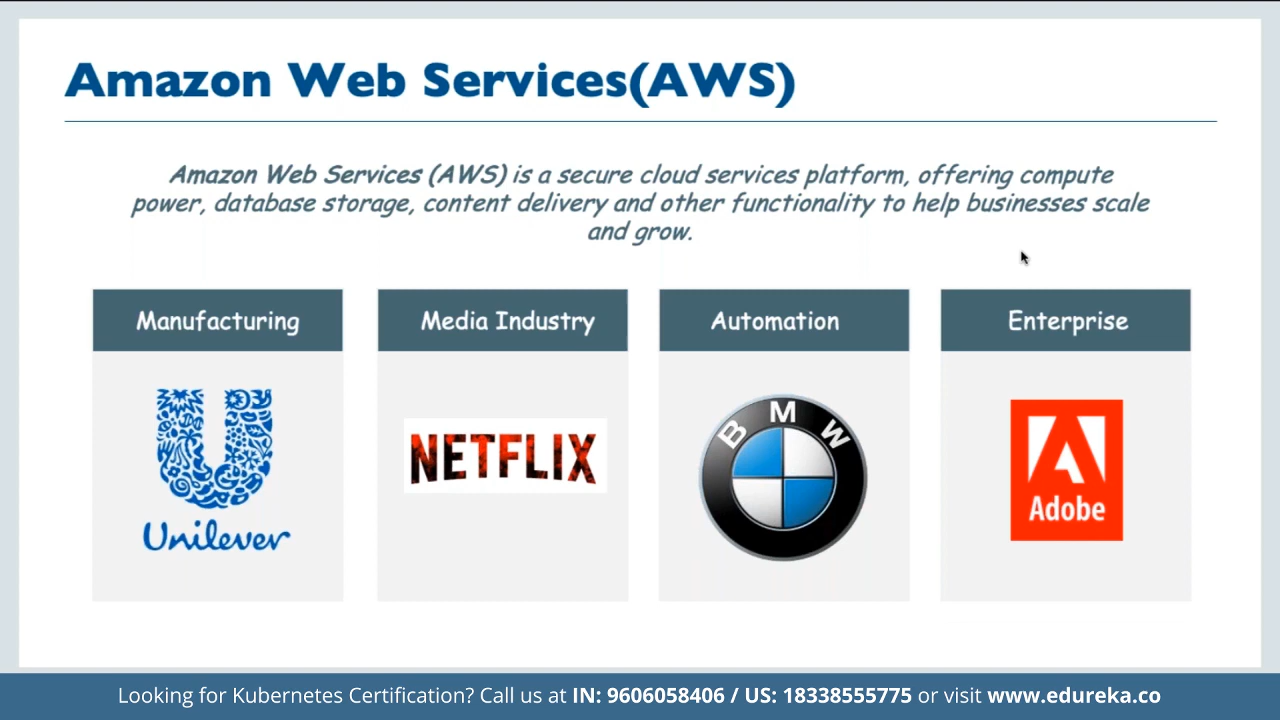 Amazon Web Services(AWS)
Amazon Web Services (AWS) is a secure cloud services platform, offering compute
power, database storage, content delivery and other functionality to help businesses scale
and grow.
Manufacturing
Media Industry
Automation
Enterprise
Unilever
NETFLIX
BMW
Adobe
Looking for Kubernetes Certification? Call us at IN: 9606058406 / US: 18338555775 or visit www.edureka.co